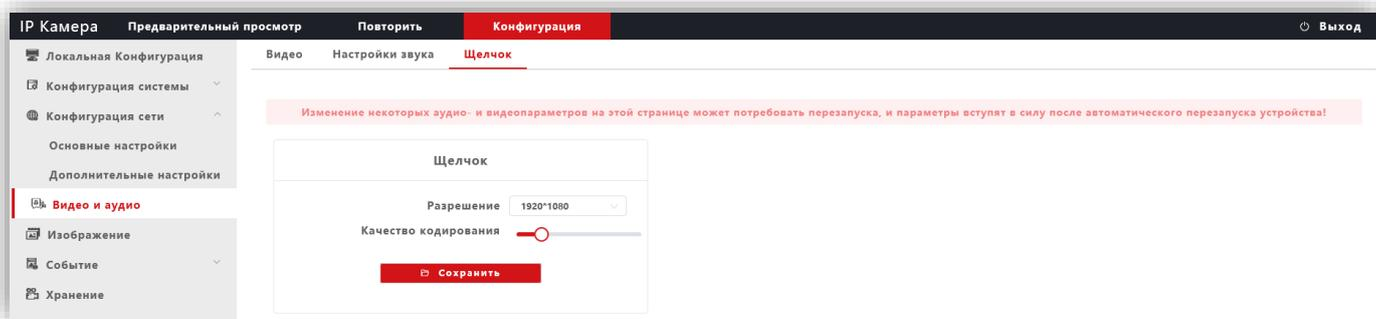 IP Камера Предварительный просмотр Повторить Конфигурация Выход
Локальная Конфигурация
Конфигурация системы
Конфигурация сети
Основные настройки
Дополнительные настройки
Видео и аудио
Изображение
Событие
Хранение
Видео Настройки звука Щелчок
Изменение некоторых аудио- и видеопараметров на этой странице может потребовать перезапуска, и параметры вступят в силу после автоматического перезапуска устройства!
Щелчок
Разрешение 1920*1080
Качество кодирования
Сохранить